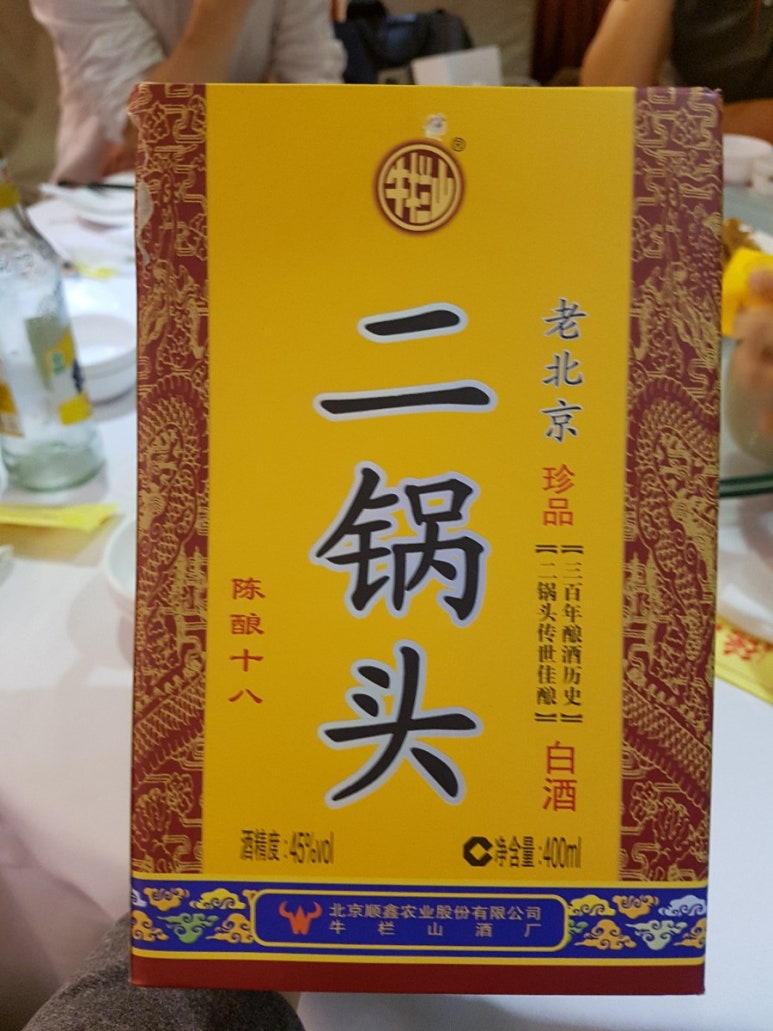 牛栏山
®
二锅头
老北京
珍品
【三百年酿酒历史】
【二锅头传世佳酿】
白酒
陈酿十八
酒精度:45%vol
净含量:400ml
北京顺鑫农业股份有限公司
牛栏山酒厂